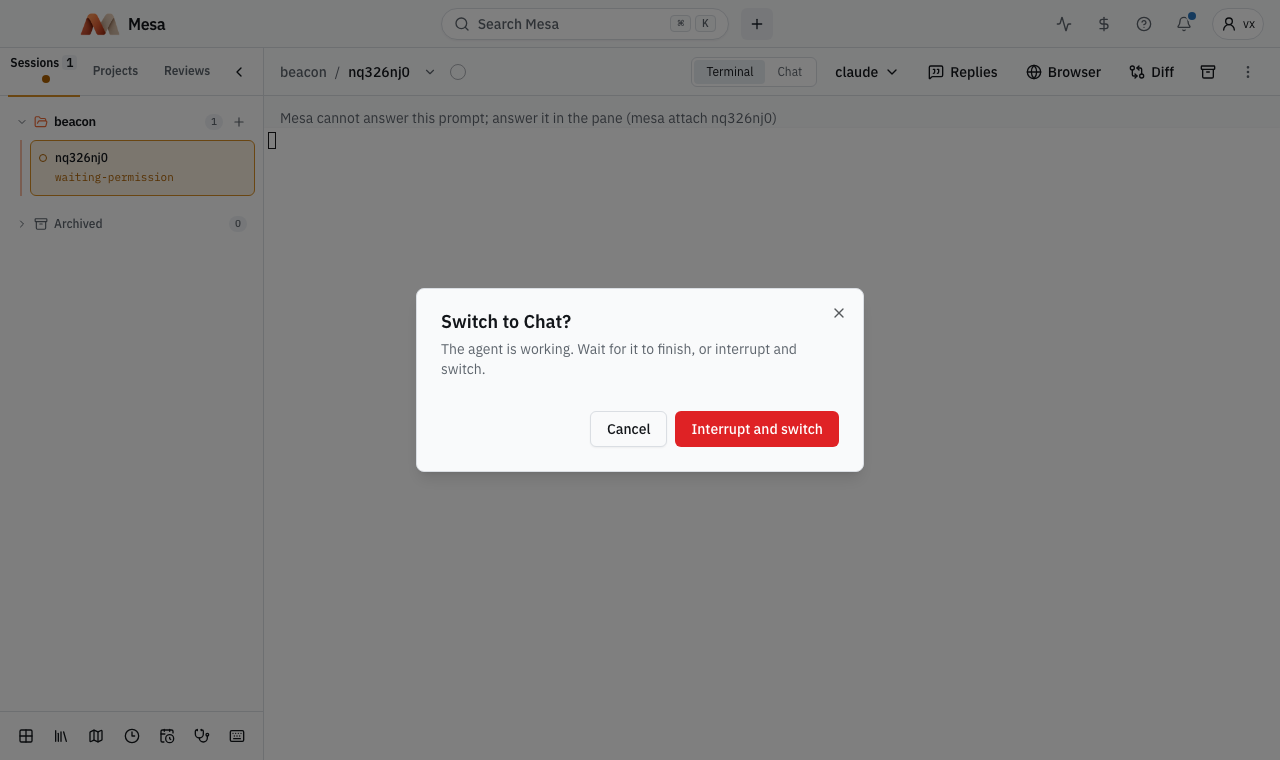 Mesa
Search Mesa
⌘ K
vx
Sessions 1
Projects
Reviews
beacon / nq326nj0
Terminal
Chat
claude
Replies
Browser
Diff
beacon
1
nq326nj0
waiting-permission
Archived
0
Mesa cannot answer this prompt; answer it in the pane (mesa attach nq326nj0)
Switch to Chat?
The agent is working. Wait for it to finish, or interrupt and
switch.
Cancel
Interrupt and switch